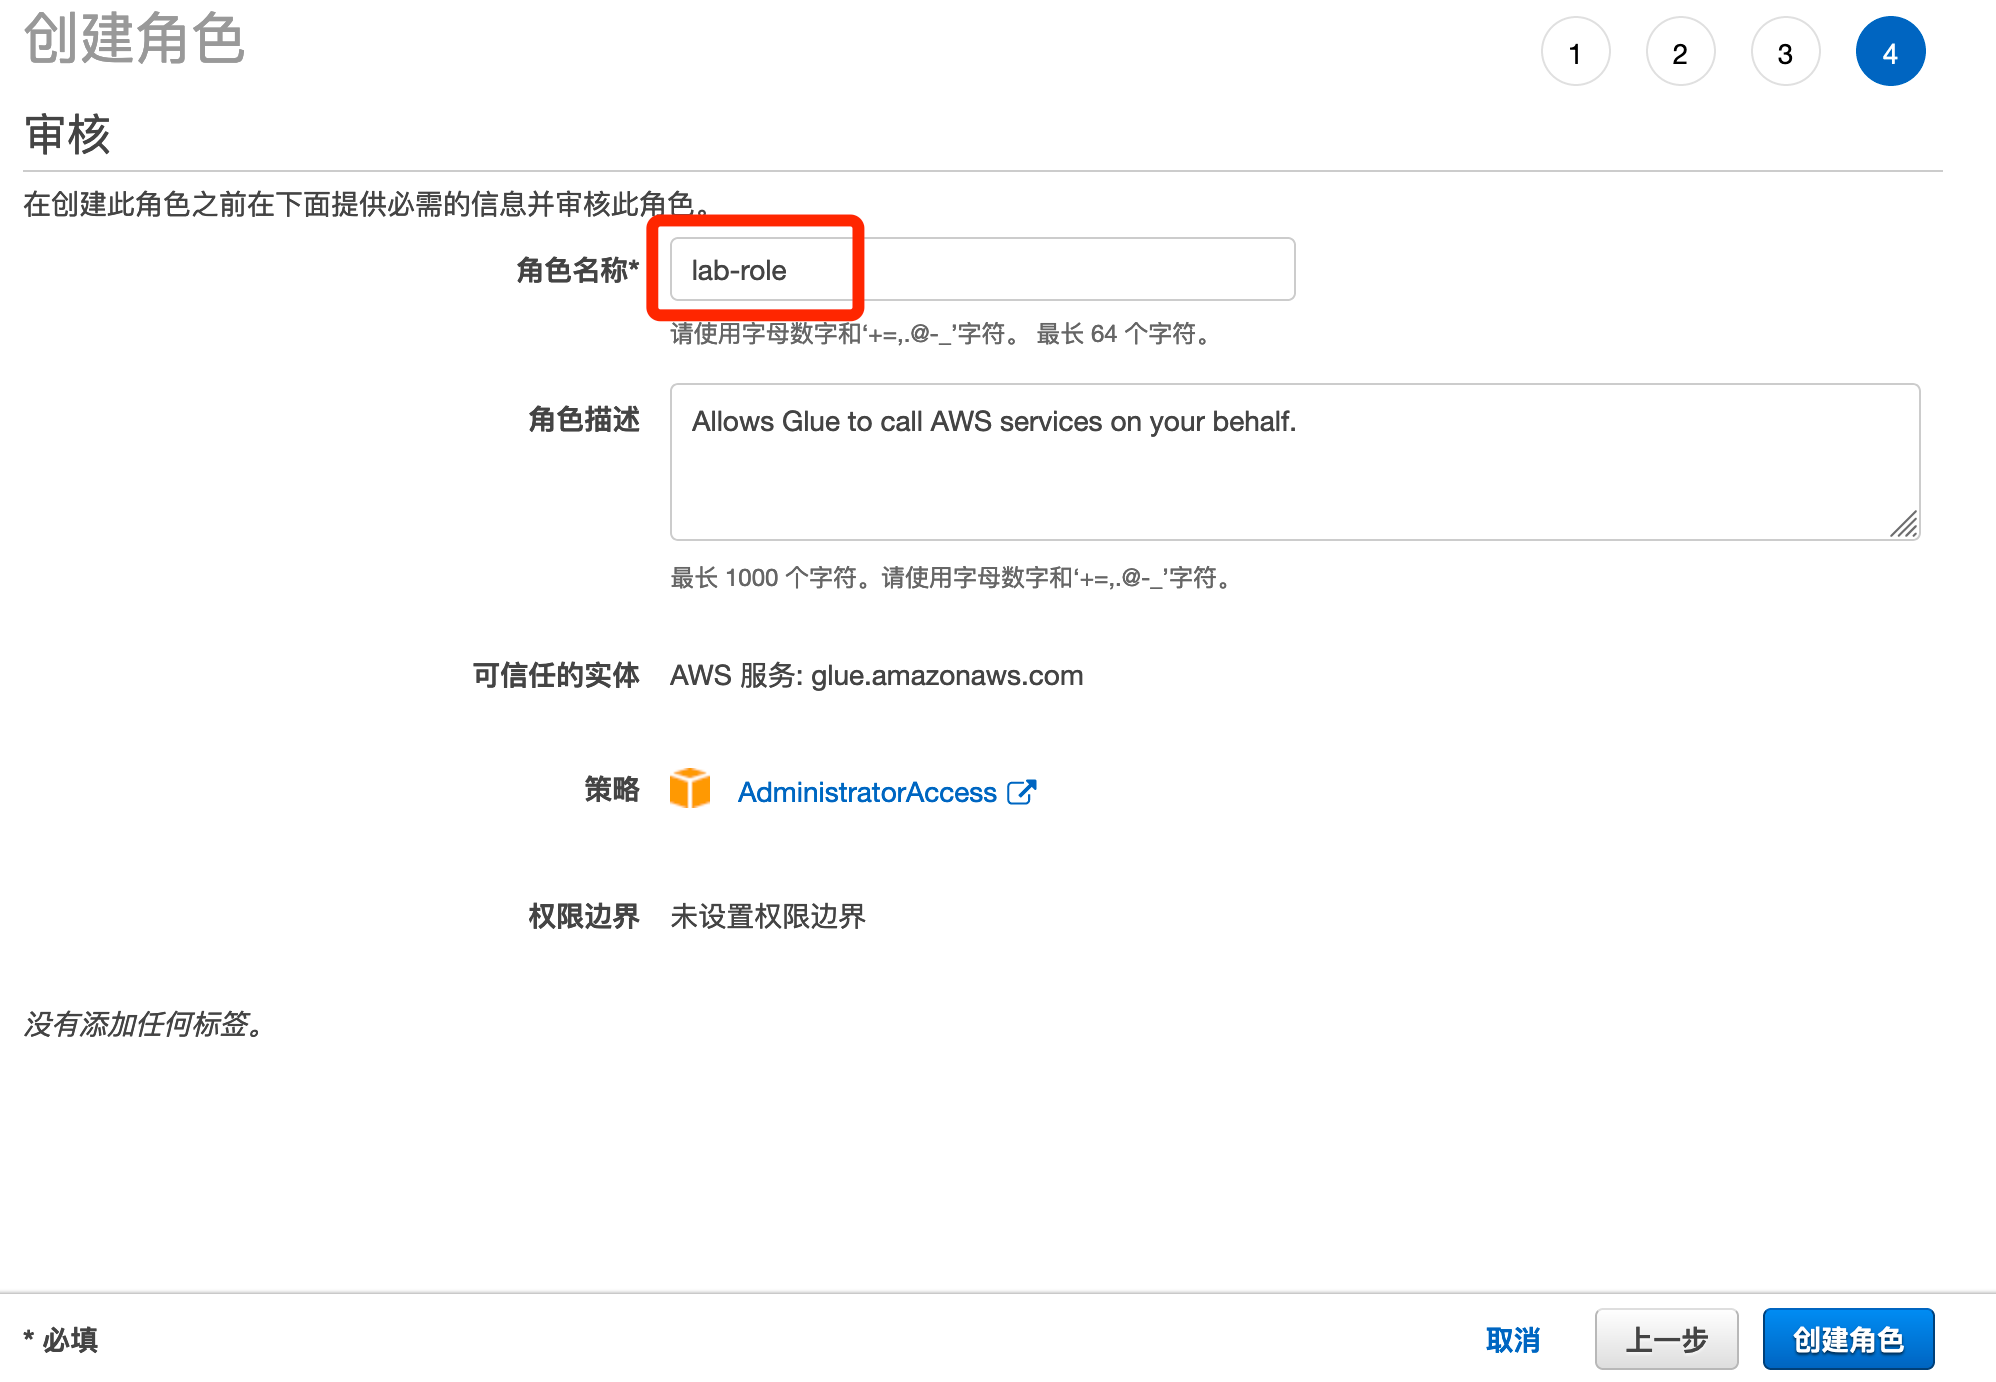 创建角色
1 2 3 4
审核
在创建此角色之前在下面提供必需的信息并审核此角色。
角色名称* lab-role
请使用字母数字和‘+=,.@-_’字符。 最长 64 个字符。
角色描述 Allows Glue to call AWS services on your behalf.
最长 1000 个字符。请使用字母数字和‘+=,.@-_’字符。
可信任的实体 AWS 服务: glue.amazonaws.com
策略 AdministratorAccess
权限边界 未设置权限边界
没有添加任何标签。
* 必填 取消 上一步 创建角色